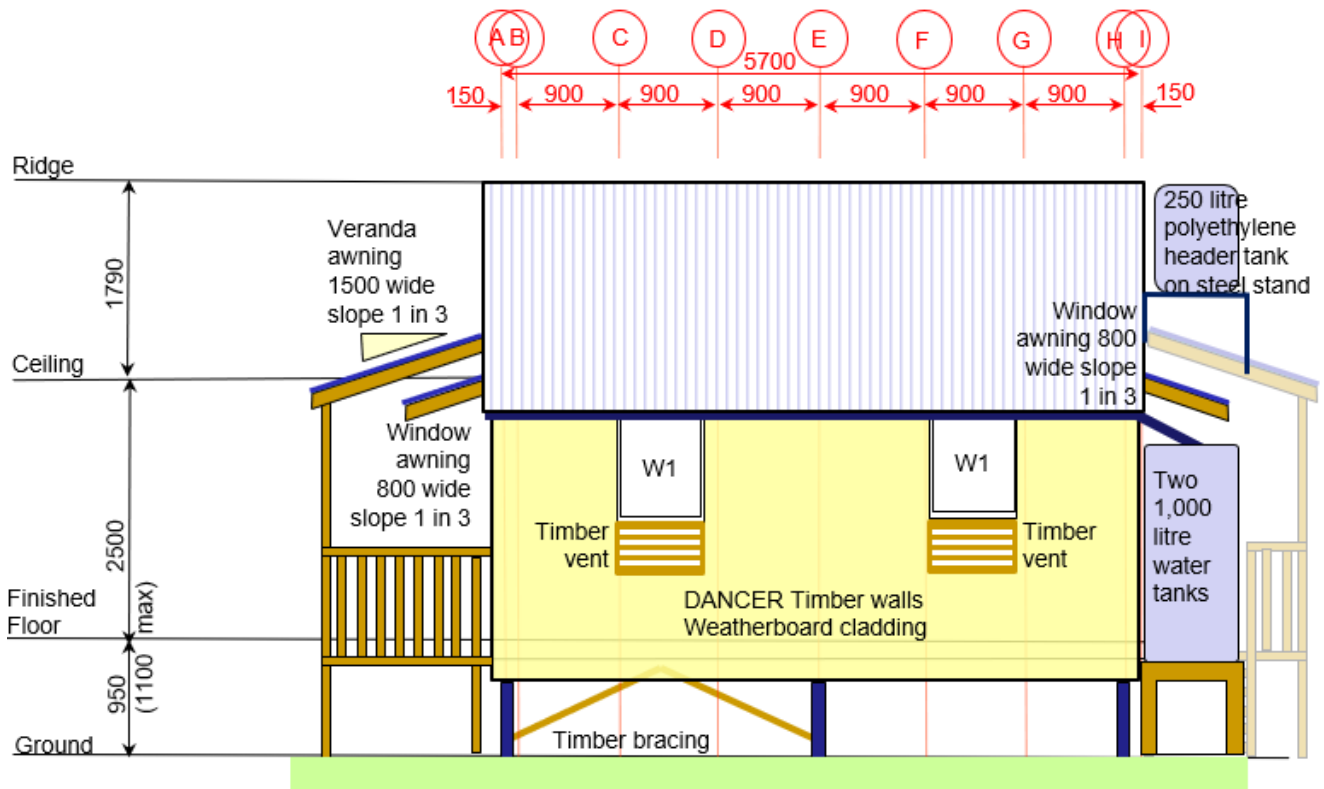 A B C D E F G H I
5700
150 900 900 900 900 900 900 150
Ridge
1790
Veranda
awning
1500 wide
slope 1 in 3
250 litre
polyethylene
header tank
on steel stand
Window
awning 800
wide slope
1 in 3
Ceiling
Window
awning
800 wide
slope 1 in 3
W1
W1
Two
1,000
litre
water
tanks
Timber
vent
Timber
vent
2500
DANCER Timber walls
Weatherboard cladding
Finished
Floor
950
(1100 max)
Timber bracing
Ground